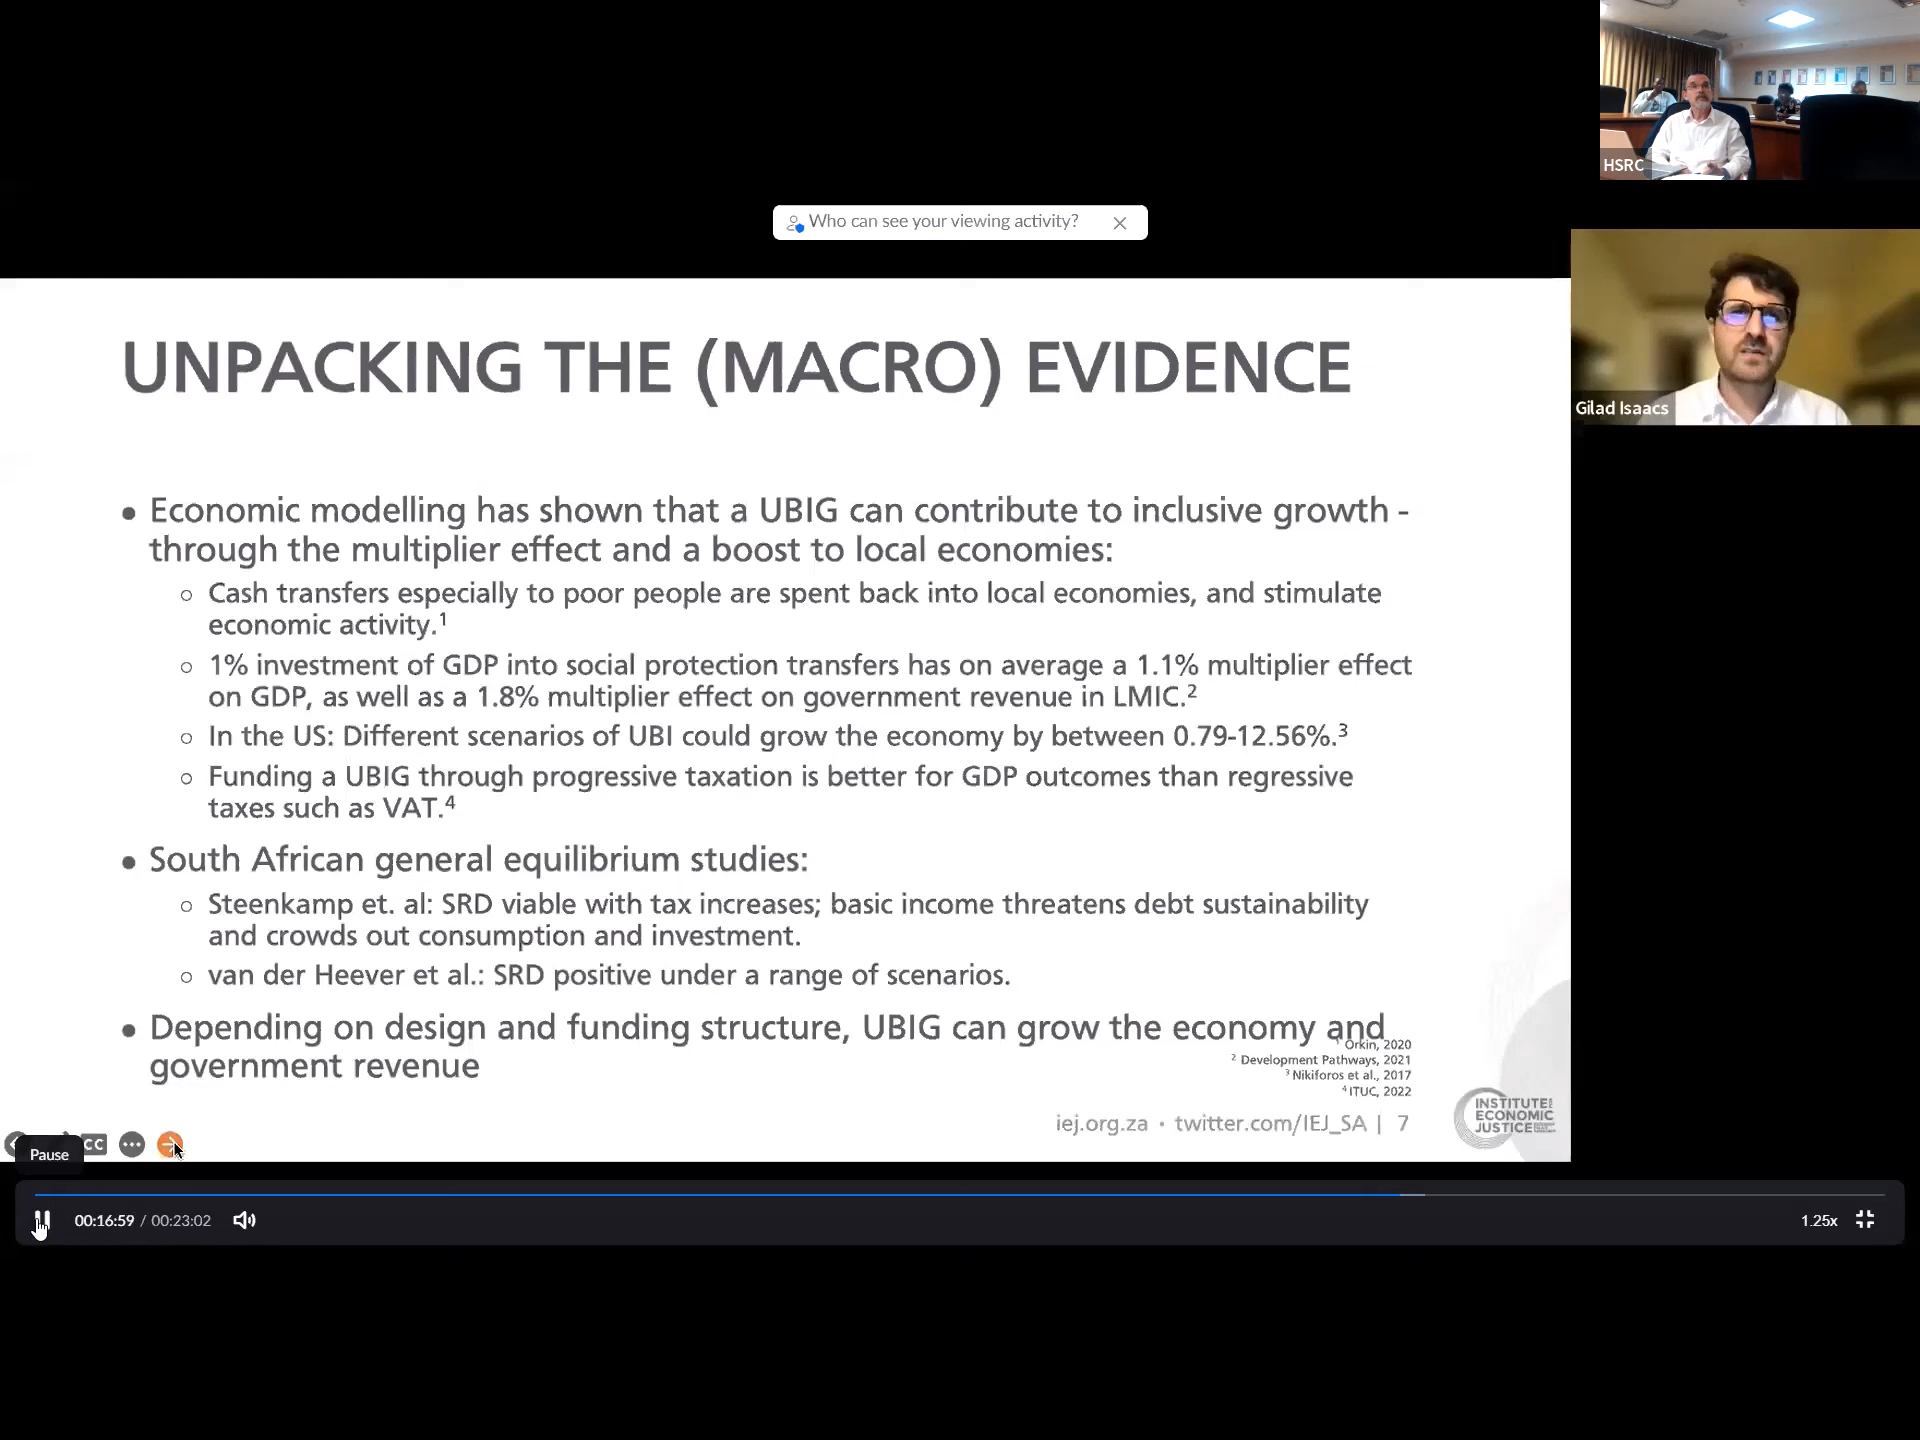 HSRC
Who can see your viewing activity?
Gilad Isaacs
UNPACKING THE (MACRO) EVIDENCE
● Economic modelling has shown that a UBIG can contribute to inclusive growth -
through the multiplier effect and a boost to local economies:
○ Cash transfers especially to poor people are spent back into local economies, and stimulate
economic activity.¹
○ 1% investment of GDP into social protection transfers has on average a 1.1% multiplier effect
on GDP, as well as a 1.8% multiplier effect on government revenue in LMIC.²
○ In the US: Different scenarios of UBI could grow the economy by between 0.79-12.56%.³
○ Funding a UBIG through progressive taxation is better for GDP outcomes than regressive
taxes such as VAT.⁴
● South African general equilibrium studies:
○ Steenkamp et. al: SRD viable with tax increases; basic income threatens debt sustainability
and crowds out consumption and investment.
○ van der Heever et al.: SRD positive under a range of scenarios.
● Depending on design and funding structure, UBIG can grow the economy and
government revenue
¹ Orkin, 2020
² Development Pathways, 2021
³ Nikiforos et al., 2017
⁴ ITUC, 2022
iej.org.za • twitter.com/IEJ_SA | 7
INSTITUTE
ECONOMIC
JUSTICE
CC
Pause
00:16:59 / 00:23:02
1.25x